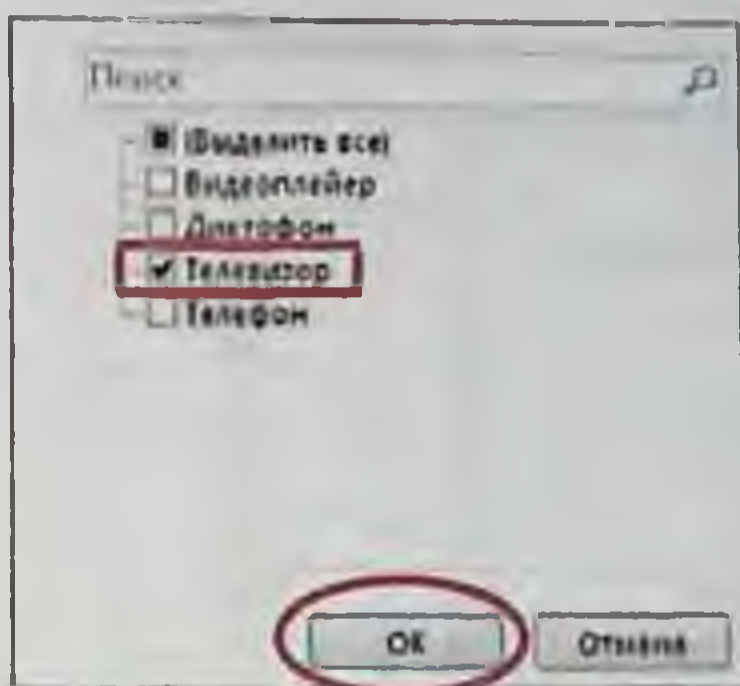 Поиск
(Выделить все)
Видеоплейер
Диктофон
Телевизор
Телефон
ОК Отмена